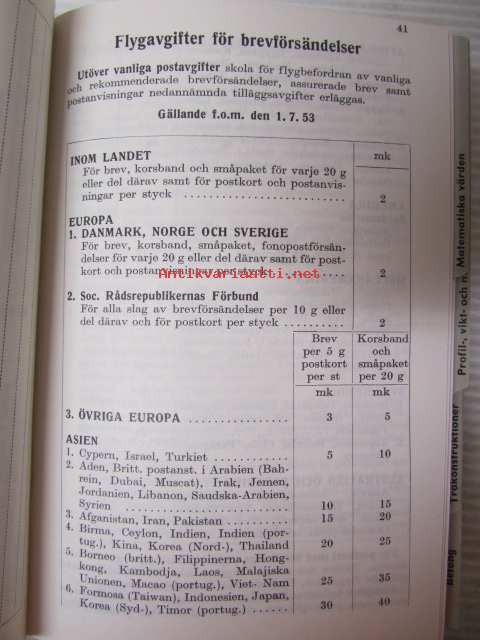 41
Flygavgifter för brevförsändelser
Utöver vanliga postavgifter skola för flygbefordran av vanliga
och rekommenderade brevförsändelser, assurerade brev samt
postanvisningar nedannämnda tilläggsavgifter erläggas.
Gällande f.o.m. den 1. 7. 53
INOM LANDET mk
För brev, korsband och småpaket för varje 20 g
eller del därav samt för postkort och postanvis-
ningar per styck 2
EUROPA
1. DANMARK, NORGE OCH SVERIGE
För brev, korsband, småpaket, fonopostförsän-
delser för varje 20 g eller del därav samt för post-
kort och postanvisningar per styck 2
Antikvariaatti.net
2. Soc. Rådsrepublikernas Förbund
För alla slag av brevförsändelser per 10 g eller
del därav och för postkort per styck 2
Brev Korsband
per 5 g och
postkort småpaket
per st per 20 g
mk mk
3. ÖVRIGA EUROPA 3 5
ASIEN
1. Cypern, Israel, Turkiet 5 10
2. Aden, Britt. postanst. i Arabien (Bah-
rein, Dubai, Muscat), Irak, Jemen,
Jordanien, Libanon, Saudska-Arabien,
Syrien 10 15
3. Afganistan, Iran, Pakistan 15 20
4. Birma, Ceylon, Indien, Indien (por-
tug.), Kina, Korea (Nord-), Thailand 20 25
5. Borneo (britt.), Filippinerna, Hong-
kong, Kambodja, Laos, Malajiska
Unionen, Macao (portug.), Viet- Nam 25 35
6. Formosa (Taiwan), Indonesien, Japan,
Korea (Syd-), Timor (portug.) 30 40
Matematiska värden
Profil-, vikt- och n.
Träkonstruktioner
Betong